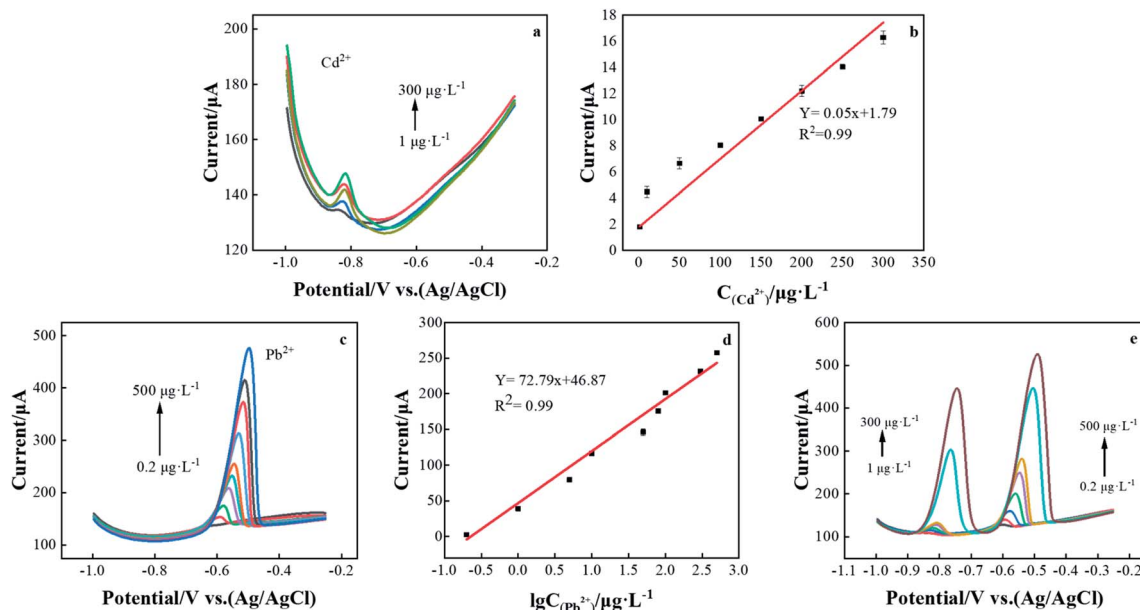 a
Cd²⁺
300 μg·L⁻¹
1 μg·L⁻¹
200
180
160
140
120
Current/μA
-1.0
-0.8
-0.6
-0.4
-0.2
Potential/V vs.(Ag/AgCl)
b
Y= 0.05x+1.79
R²=0.99
18
16
14
12
10
8
6
4
2
0
Current/μA
0
50
100
150
200
250
300
350
C(Cd²⁺)/μg·L⁻¹
c
Pb²⁺
500 μg·L⁻¹
0.2 μg·L⁻¹
500
400
300
200
100
Current/μA
-1.0
-0.8
-0.6
-0.4
-0.2
Potential/V vs.(Ag/AgCl)
d
Y= 72.79x+46.87
R²= 0.99
300
250
200
150
100
50
0
Current/μA
-1.0
-0.5
0.0
0.5
1.0
1.5
2.0
2.5
3.0
lgC(Pb²⁺)/μg·L⁻¹
e
300 μg·L⁻¹
1 μg·L⁻¹
500 μg·L⁻¹
0.2 μg·L⁻¹
600
500
400
300
200
100
Current/μA
-1.1
-1.0
-0.9
-0.8
-0.7
-0.6
-0.5
-0.4
-0.3
-0.2
Potential/V vs.(Ag/AgCl)